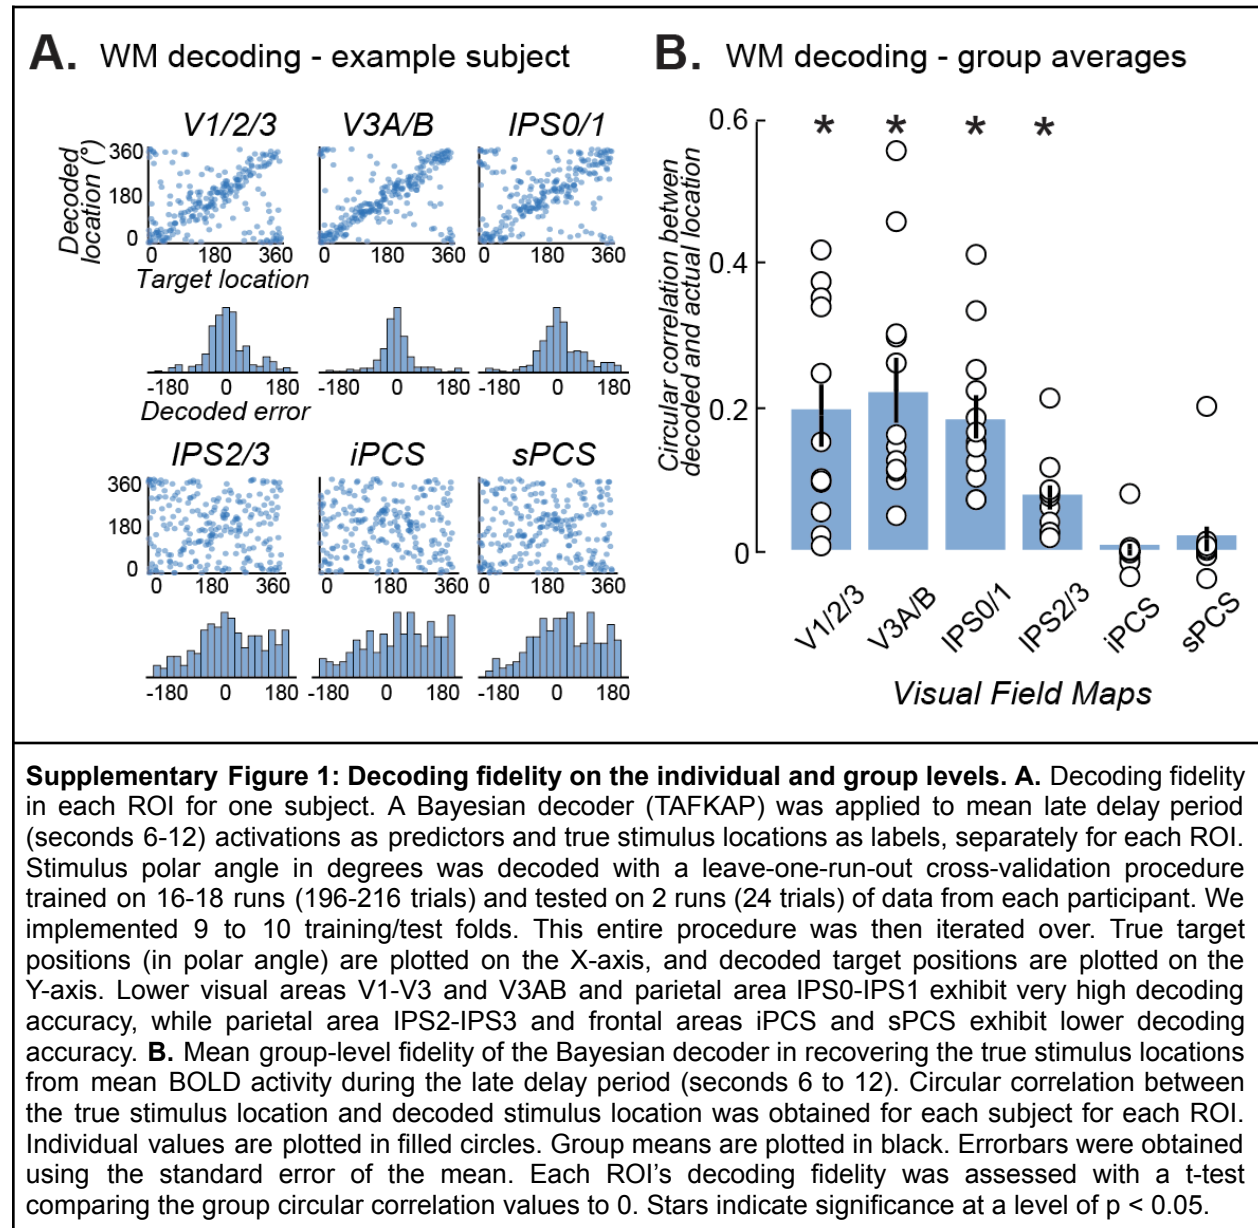 A. WM decoding - example subject
V1/2/3 V3A/B IPS0/1
Decoded
location (°)
360
180
0
0 180 360 0 180 360 0 180 360
Target location
-180 0 180 -180 0 180 -180 0 180
Decoded error
IPS2/3 iPCS sPCS
360
180
0
0 180 360 0 180 360 0 180 360
-180 0 180 -180 0 180 -180 0 180
B. WM decoding - group averages
Circular correlation betwen
decoded and actual location
0.6
0.4
0.2
0
* * * *
V1/2/3 V3A/B IPS0/1 IPS2/3 iPCS sPCS
Visual Field Maps
Supplementary Figure 1: Decoding fidelity on the individual and group levels. A. Decoding fidelity
in each ROI for one subject. A Bayesian decoder (TAFKAP) was applied to mean late delay period
(seconds 6-12) activations as predictors and true stimulus locations as labels, separately for each ROI.
Stimulus polar angle in degrees was decoded with a leave-one-run-out cross-validation procedure
trained on 16-18 runs (196-216 trials) and tested on 2 runs (24 trials) of data from each participant. We
implemented 9 to 10 training/test folds. This entire procedure was then iterated over. True target
positions (in polar angle) are plotted on the X-axis, and decoded target positions are plotted on the
Y-axis. Lower visual areas V1-V3 and V3AB and parietal area IPS0-IPS1 exhibit very high decoding
accuracy, while parietal area IPS2-IPS3 and frontal areas iPCS and sPCS exhibit lower decoding
accuracy. B. Mean group-level fidelity of the Bayesian decoder in recovering the true stimulus locations
from mean BOLD activity during the late delay period (seconds 6 to 12). Circular correlation between
the true stimulus location and decoded stimulus location was obtained for each subject for each ROI.
Individual values are plotted in filled circles. Group means are plotted in black. Errorbars were obtained
using the standard error of the mean. Each ROI's decoding fidelity was assessed with a t-test
comparing the group circular correlation values to 0. Stars indicate significance at a level of p < 0.05.